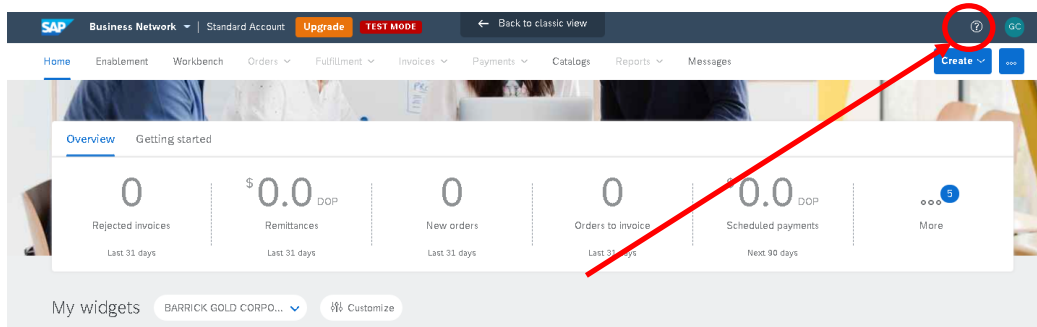 SAP Business Network | Standard Account Upgrade TEST MODE ← Back to classic view ? GC
Home Enablement Workbench Orders Fulfillment Invoices Payments Catalogs Reports Messages Create
Overview Getting started
0 $0.0 DOP 0 0 $0.0 DOP 5
Rejected invoices Remittances New orders Orders to invoice Scheduled payments More
Last 31 days Last 31 days Last 31 days Last 31 days Next 90 days
My widgets BARRICK GOLD CORPO... Customize